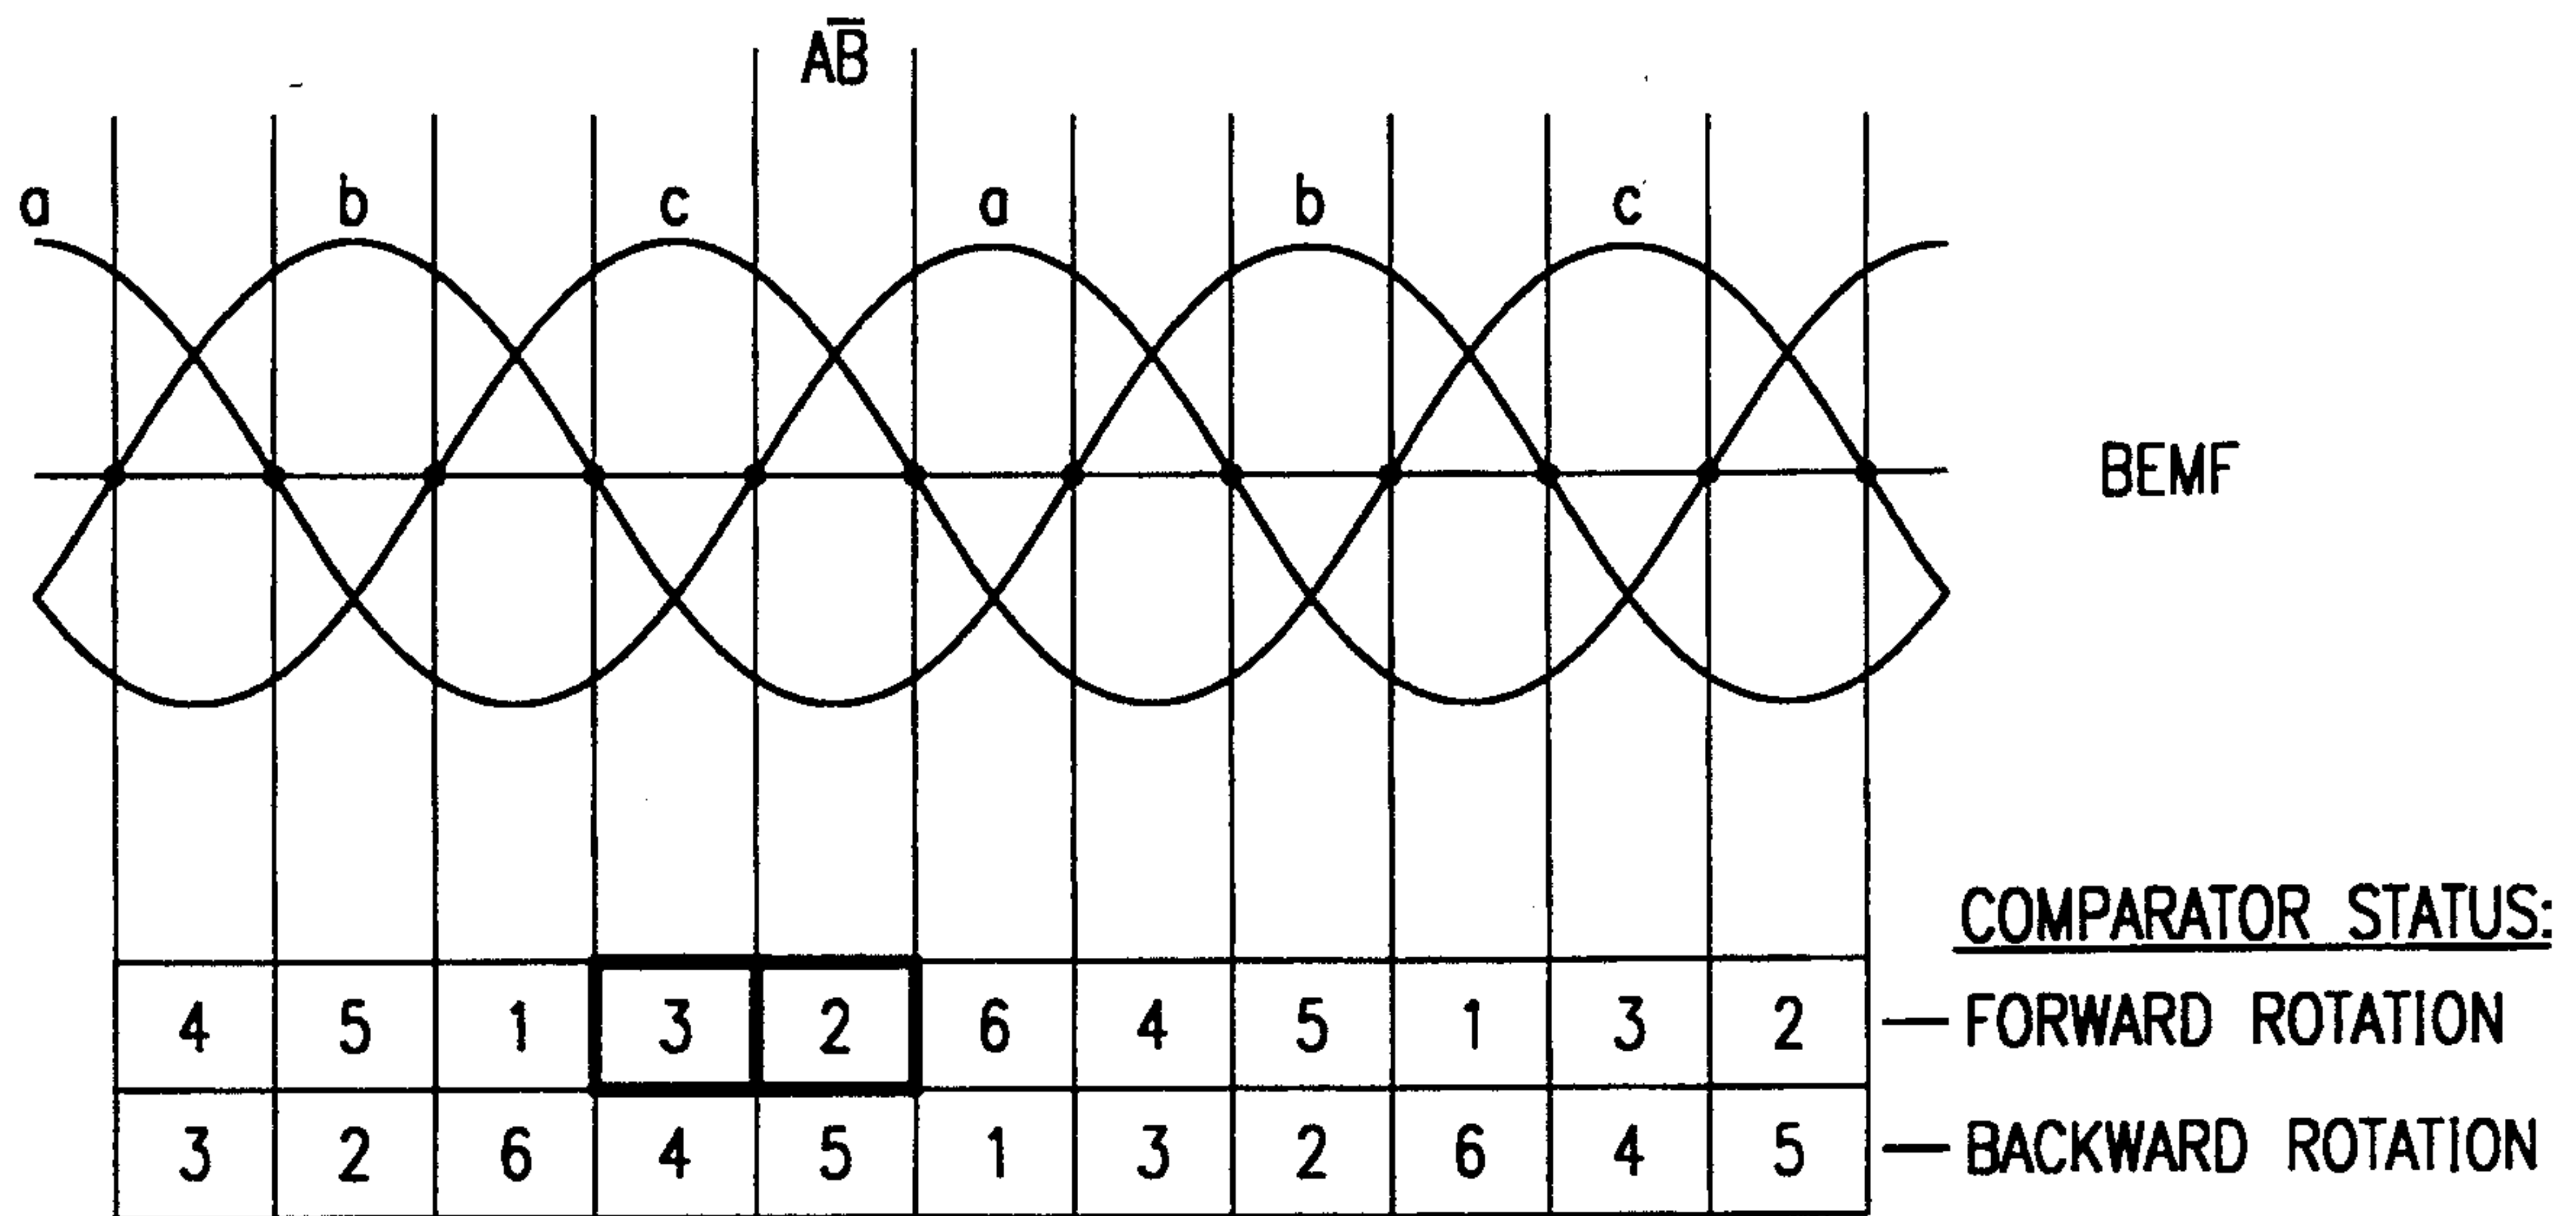 AB̅
a b c a b c
BEMF
COMPARATOR STATUS:
4 5 1 3 2 6 4 5 1 3 2 — FORWARD ROTATION
3 2 6 4 5 1 3 2 6 4 5 — BACKWARD ROTATION